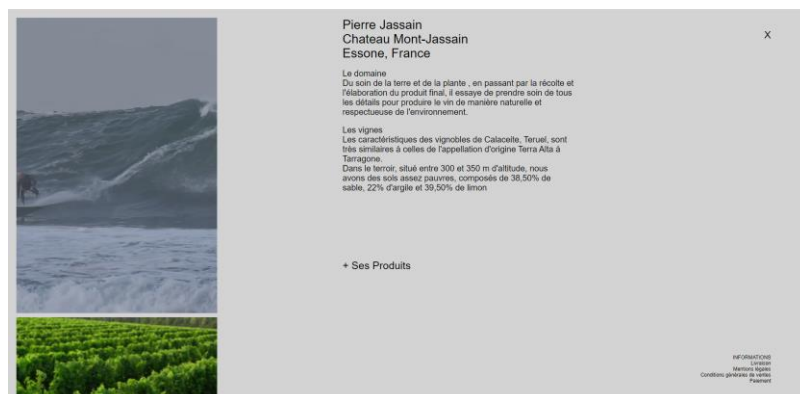 Pierre Jassain
Chateau Mont-Jassain
Essone, France
X
Le domaine
Du soin de la terre et de la plante , en passant par la récolte et
l'élaboration du produit final, il essaye de prendre soin de tous
les détails pour produire le vin de manière naturelle et
respectueuse de l'environnement.
Les vignes
Les caractéristiques des vignobles de Calaceite, Teruel, sont
très similaires à celles de l'appellation d'origine Terra Alta à
Tarragone.
Dans le terroir, situé entre 300 et 350 m d'altitude, nous
avons des sols assez pauvres, composés de 38,50% de
sable, 22% d'argile et 39,50% de limon
+ Ses Produits
INFORMATIONS
Livraison
Mentions légales
Conditions générales de ventes
Paiement